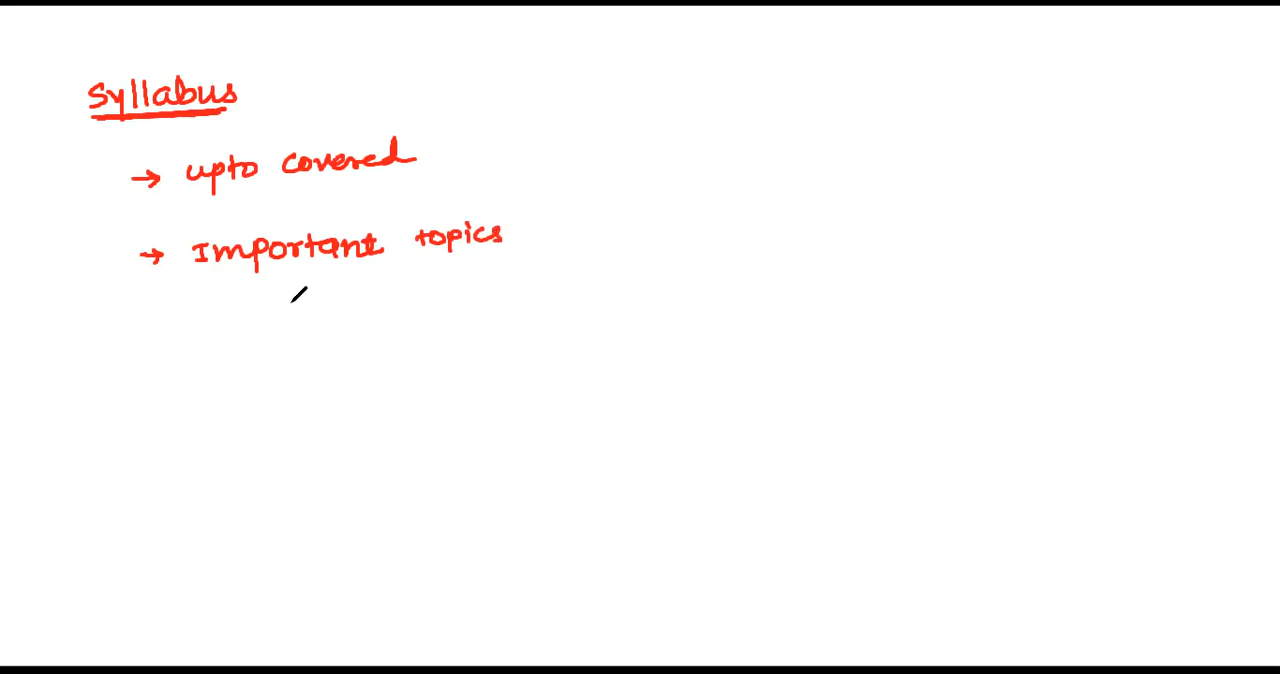 Syllabus
→ upto covered
→ Important topics